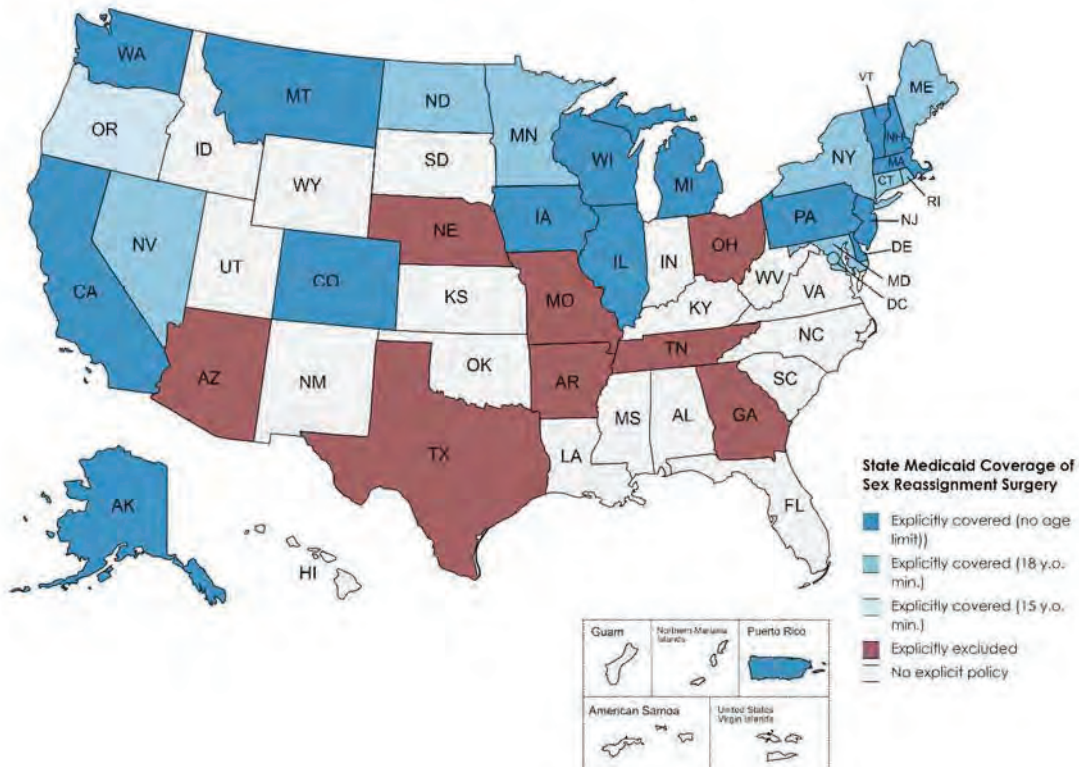 WA
MT
ND
MN
VT
ME
OR
ID
SD
WI
MI
NY
NH
MA
CT
RI
WY
NE
IA
PA
NJ
NV
UT
CO
IL
IN
OH
DE
MD
DC
CA
KS
MO
KY
WV
VA
AZ
NM
OK
AR
TN
NC
SC
TX
LA
MS
AL
GA
FL
AK
HI
State Medicaid Coverage of
Sex Reassignment Surgery
Explicitly covered (no age
limit))
Explicitly covered (18 y.o.
min.)
Explicitly covered (15 y.o.
min.)
Explicitly excluded
No explicit policy
Guam
Northern Mariana
Islands
Puerto Rico
American Samoa
United States
Virgin Islands